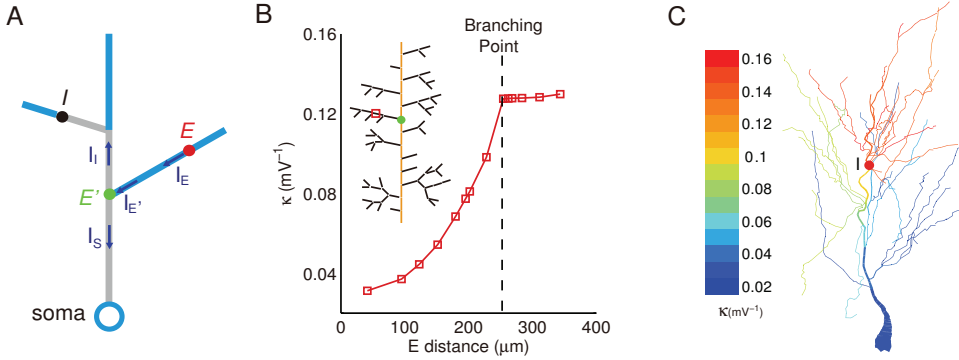 A
I
E
I_I
I_E
E'
I_E'
I_S
soma
B
Branching
Point
0.16
0.12
0.08
0.04
κ (mV⁻¹)
0
100
200
300
400
E distance (μm)
C
0.16
0.14
0.12
0.1
0.08
0.06
0.04
0.02
κ(mV⁻¹)
I